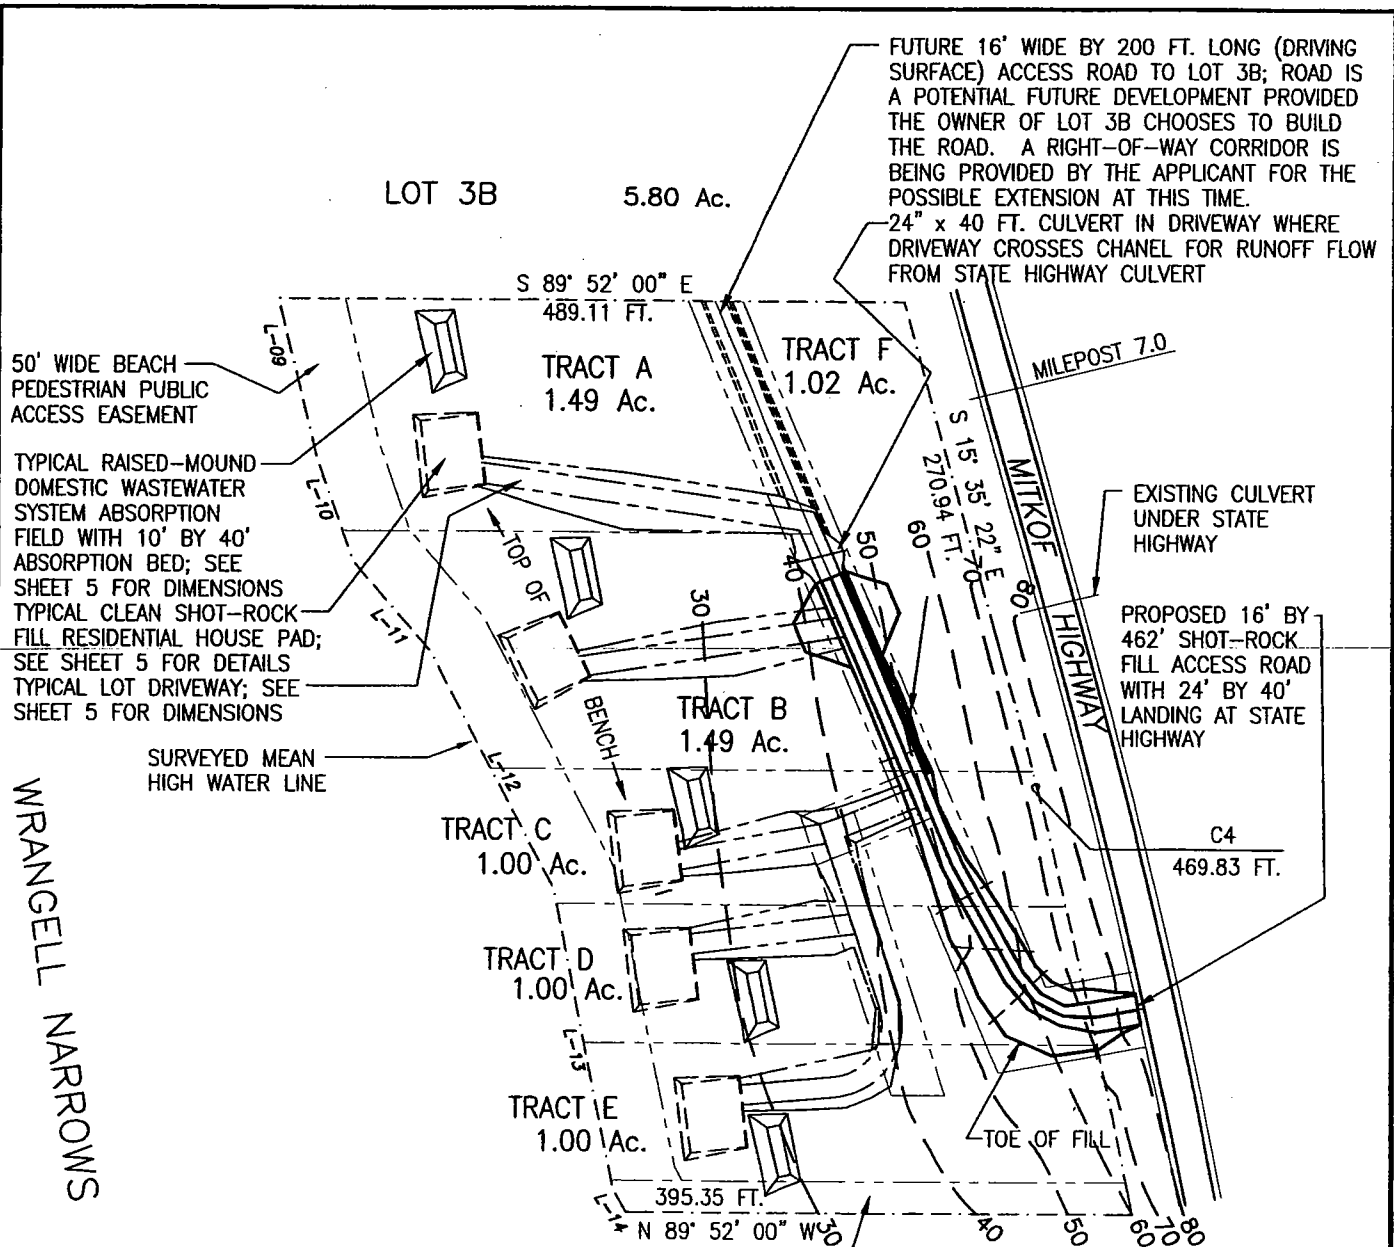 FUTURE 16' WIDE BY 200 FT. LONG (DRIVING
SURFACE) ACCESS ROAD TO LOT 3B; ROAD IS
A POTENTIAL FUTURE DEVELOPMENT PROVIDED
THE OWNER OF LOT 3B CHOOSES TO BUILD
THE ROAD. A RIGHT-OF-WAY CORRIDOR IS
BEING PROVIDED BY THE APPLICANT FOR THE
POSSIBLE EXTENSION AT THIS TIME.
24" x 40 FT. CULVERT IN DRIVEWAY WHERE
DRIVEWAY CROSSES CHANEL FOR RUNOFF FLOW
FROM STATE HIGHWAY CULVERT
LOT 3B 5.80 Ac.
S 89° 52' 00" E
489.11 FT.
L-09
50' WIDE BEACH
PEDESTRIAN PUBLIC
ACCESS EASEMENT
TRACT A
1.49 Ac.
TRACT F
1.02 Ac.
MILEPOST 7.0
TYPICAL RAISED-MOUND
DOMESTIC WASTEWATER
SYSTEM ABSORPTION
FIELD WITH 10' BY 40'
ABSORPTION BED; SEE
SHEET 5 FOR DIMENSIONS
TYPICAL CLEAN SHOT-ROCK
FILL RESIDENTIAL HOUSE PAD;
SEE SHEET 5 FOR DETAILS
TYPICAL LOT DRIVEWAY; SEE
SHEET 5 FOR DIMENSIONS
L-10
S 15° 35' 22" E
270.94 FT.
MITKOF HIGHWAY
EXISTING CULVERT
UNDER STATE
HIGHWAY
TOP OF BENCH
40
50
60
70
80
30
L-11
PROPOSED 16' BY
462' SHOT-ROCK
FILL ACCESS ROAD
WITH 24' BY 40'
LANDING AT STATE
HIGHWAY
TRACT B
1.49 Ac.
SURVEYED MEAN
HIGH WATER LINE
L-12
C4
469.83 FT.
TRACT C
1.00 Ac.
WRANGELL NARROWS
TRACT D
1.00 Ac.
L-13
TRACT E
1.00 Ac.
TOE OF FILL
395.35 FT.
L-14
N 89° 52' 00" W
30
40
50
60
70
80